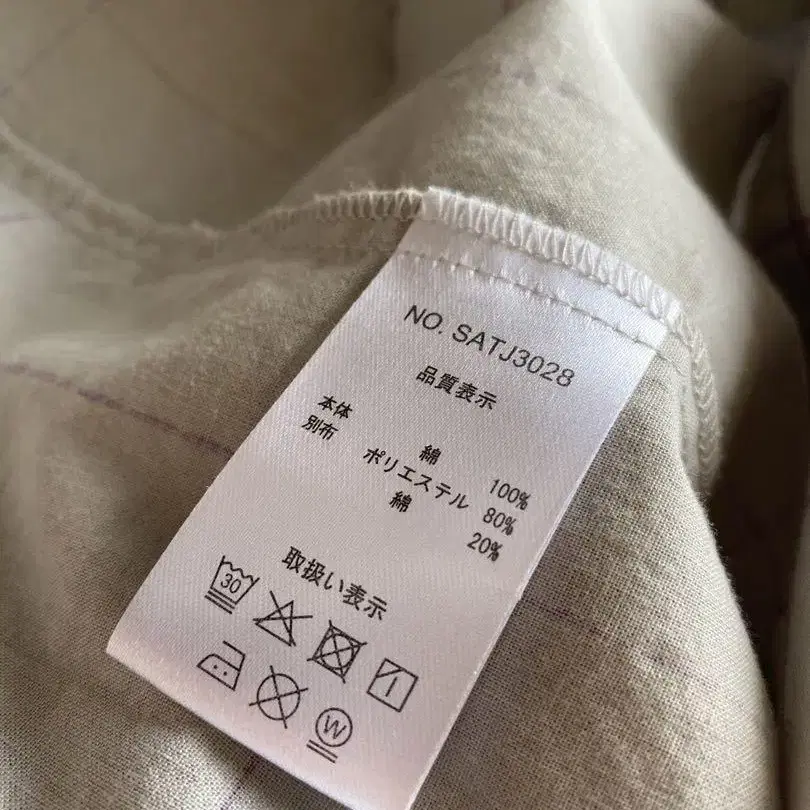 NO. SATJ3028
品質表示
本体 綿 100%
別布 ポリエステル 80%
綿 20%
取扱い表示
30
W